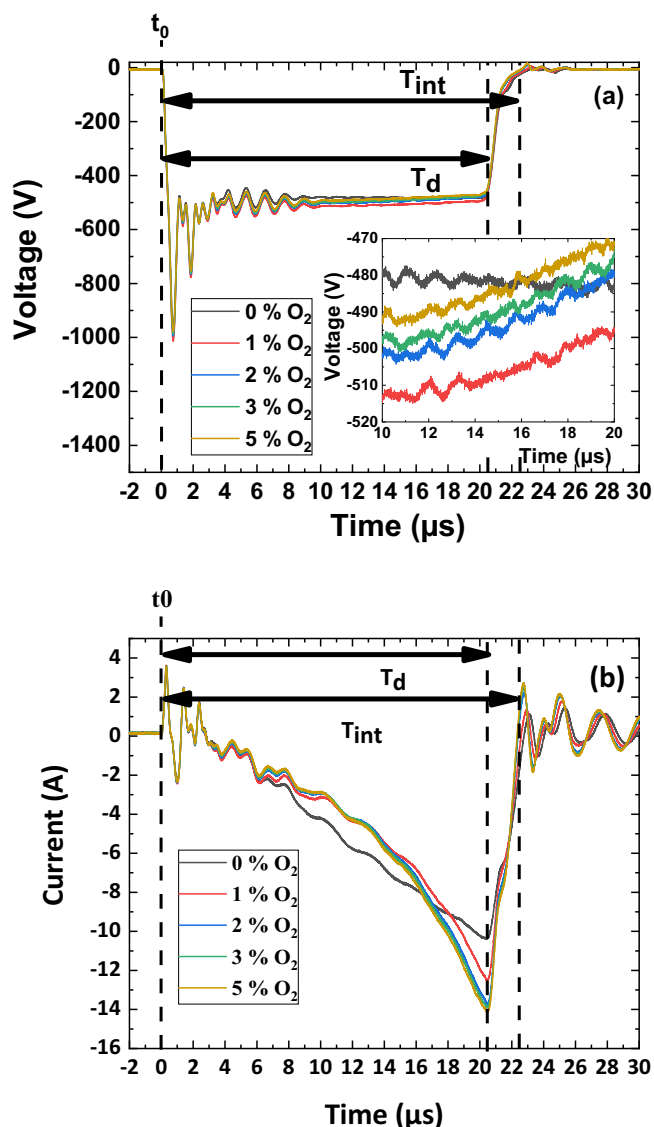 t₀
0
-200
-400
-600
-800
-1000
-1200
-1400
Voltage (V)
T_int
(a)
T_d
0 % O₂
1 % O₂
2 % O₂
3 % O₂
5 % O₂
-470
-480
-490
-500
-510
-520
Voltage (V)
10 12 14 16 18 20
Time (µs)
-2 0 2 4 6 8 10 12 14 16 18 20 22 24 26 28 30
Time (µs)
t0
4
2
0
-2
-4
-6
-8
-10
-12
-14
-16
Current (A)
(b)
T_d
T_int
0 % O₂
1 % O₂
2 % O₂
3 % O₂
5 % O₂
-2 0 2 4 6 8 10 12 14 16 18 20 22 24 26 28 30
Time (µs)